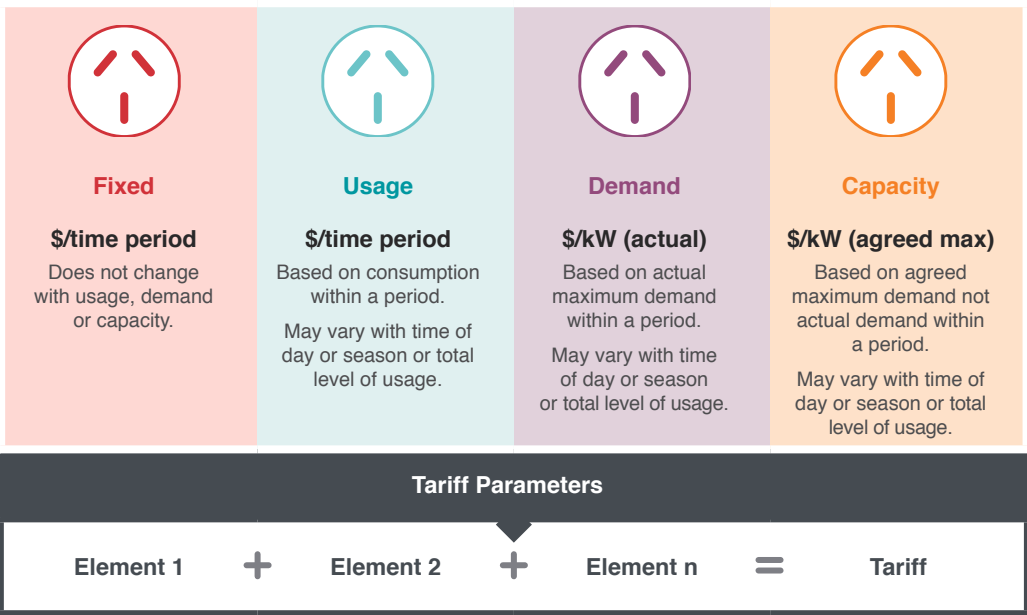 Fixed
$/time period
Does not change
with usage, demand
or capacity.
Usage
$/time period
Based on consumption
within a period.
May vary with time of
day or season or total
level of usage.
Demand
$/kW (actual)
Based on actual
maximum demand
within a period.
May vary with time
of day or season
or total level of usage.
Capacity
$/kW (agreed max)
Based on agreed
maximum demand not
actual demand within
a period.
May vary with time of
day or season or total
level of usage.
Tariff Parameters
Element 1 + Element 2 + Element n = Tariff